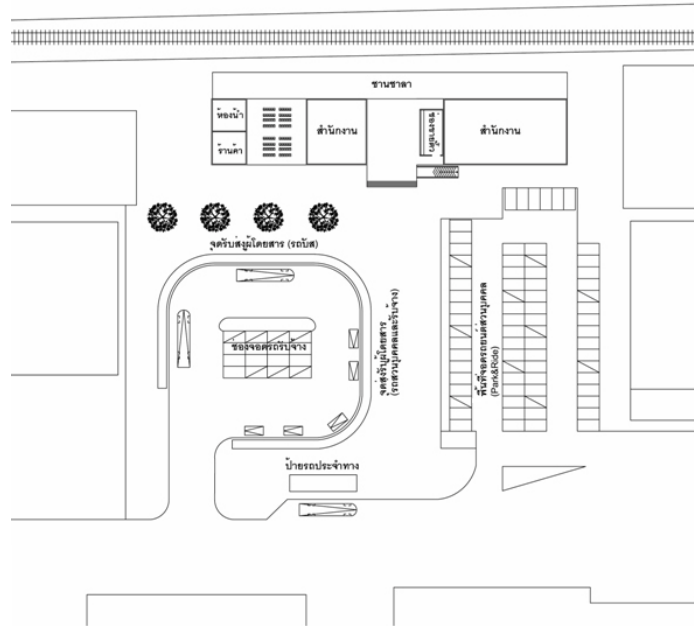 ชานชาลา
ห้องน้ำ
ร้านค้า
สำนักงาน
ช่องขายตั๋ว
สำนักงาน
จุดรับส่งผู้โดยสาร (รถบัส)
ช่องจอดรถรับจ้าง
จุดส่งรับผู้โดยสาร
(รถส่วนบุคคลและรับจ้าง)
พื้นที่จอดรถยนต์ส่วนบุคคล
(Park&Ride)
ป้ายรถประจำทาง